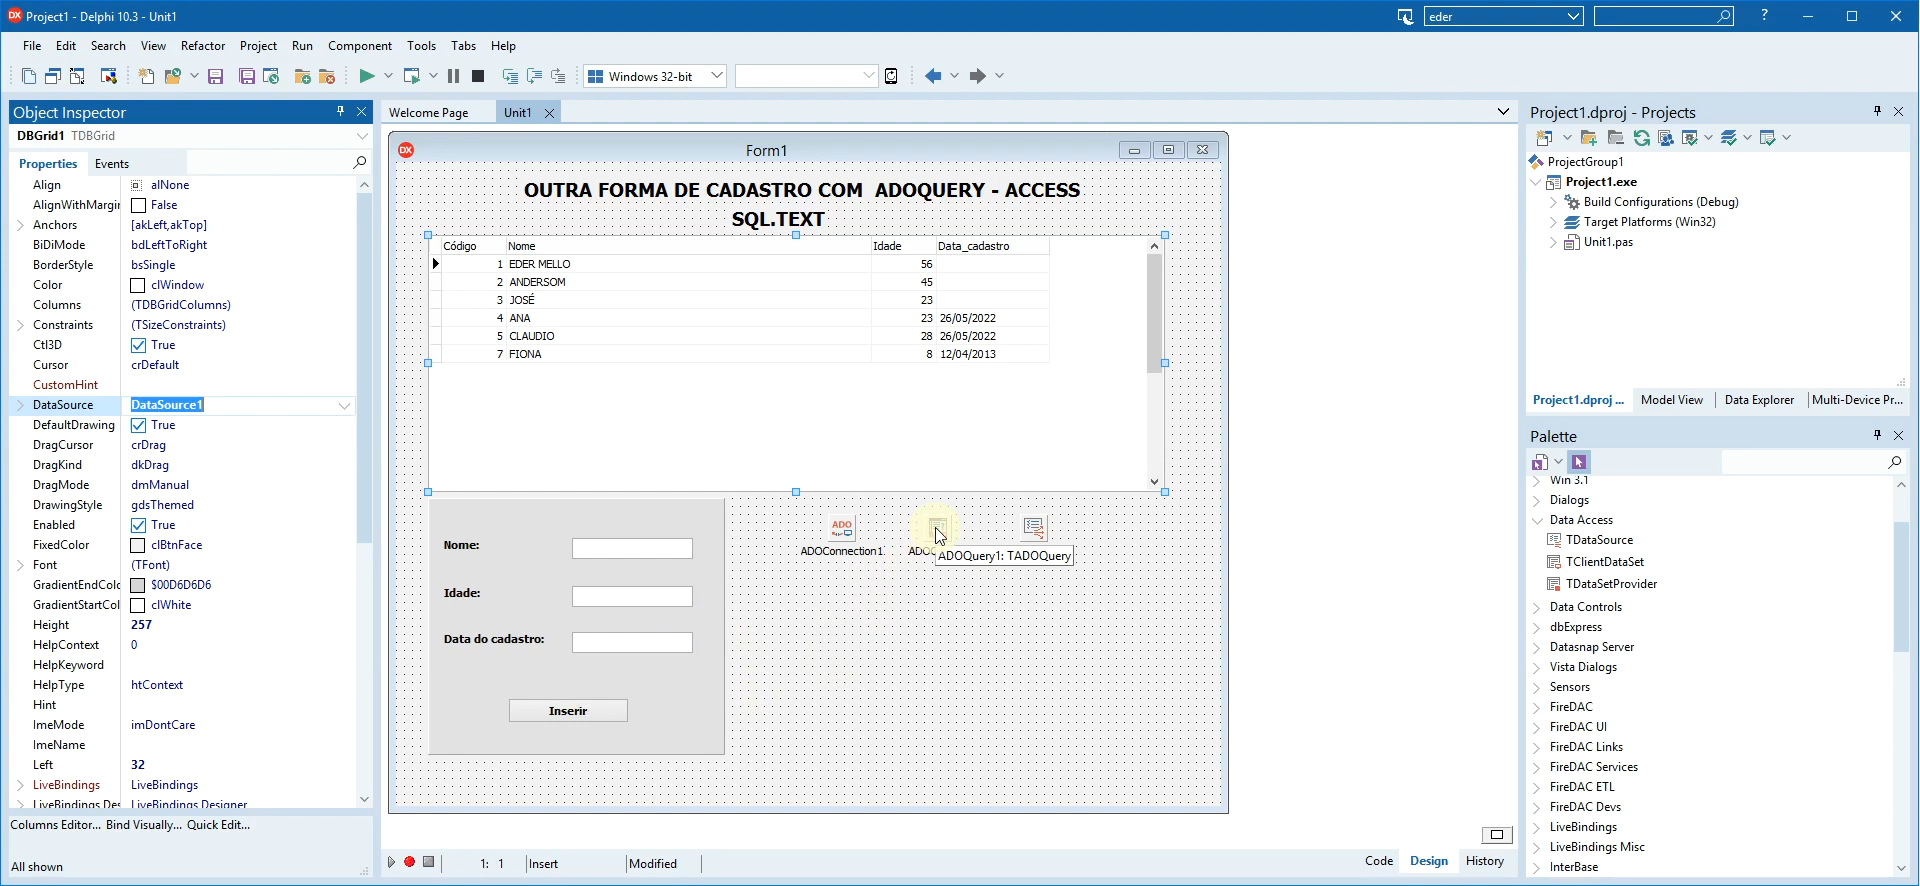 Project1 - Delphi 10.3 - Unit1
eder
?
File Edit Search View Refactor Project Run Component Tools Tabs Help
Windows 32-bit
Object Inspector
DBGrid1 TDBGrid
Properties Events
Align alNone
AlignWithMargin False
Anchors [akLeft,akTop]
BiDiMode bdLeftToRight
BorderStyle bsSingle
Color clWindow
Columns (TDBGridColumns)
Constraints (TSizeConstraints)
Ctl3D True
Cursor crDefault
CustomHint
DataSource DataSource1
DefaultDrawing True
DragCursor crDrag
DragKind dkDrag
DragMode dmManual
DrawingStyle gdsThemed
Enabled True
FixedColor clBtnFace
Font (TFont)
GradientEndColo $00D6D6D6
GradientStartCol clWhite
Height 257
HelpContext 0
HelpKeyword
HelpType htContext
Hint
ImeMode imDontCare
ImeName
Left 32
LiveBindings LiveBindings
LiveBindings Des LiveBindings Designer
Columns Editor... Bind Visually... Quick Edit...
All shown
Welcome Page Unit1
DX Form1
OUTRA FORMA DE CADASTRO COM ADOQUERY - ACCESS
SQL.TEXT
Código Nome Idade Data_cadastro
1 EDER MELLO 56
2 ANDERSOM 45
3 JOSÉ 23
4 ANA 23 26/05/2022
5 CLAUDIO 28 26/05/2022
7 FIONA 8 12/04/2013
Nome:
Idade:
Data do cadastro:
Inserir
ADO
ADOConnection1
ADOQuery1: TADOQuery
1: 1 Insert Modified
Code Design History
Project1.dproj - Projects
ProjectGroup1
Project1.exe
Build Configurations (Debug)
Target Platforms (Win32)
Unit1.pas
Project1.dproj ... Model View Data Explorer Multi-Device Pr...
Palette
Win 3.1
Dialogs
Data Access
TDataSource
TClientDataSet
TDataSetProvider
Data Controls
dbExpress
Datasnap Server
Vista Dialogs
Sensors
FireDAC
FireDAC UI
FireDAC Links
FireDAC Services
FireDAC ETL
FireDAC Devs
LiveBindings
LiveBindings Misc
InterBase